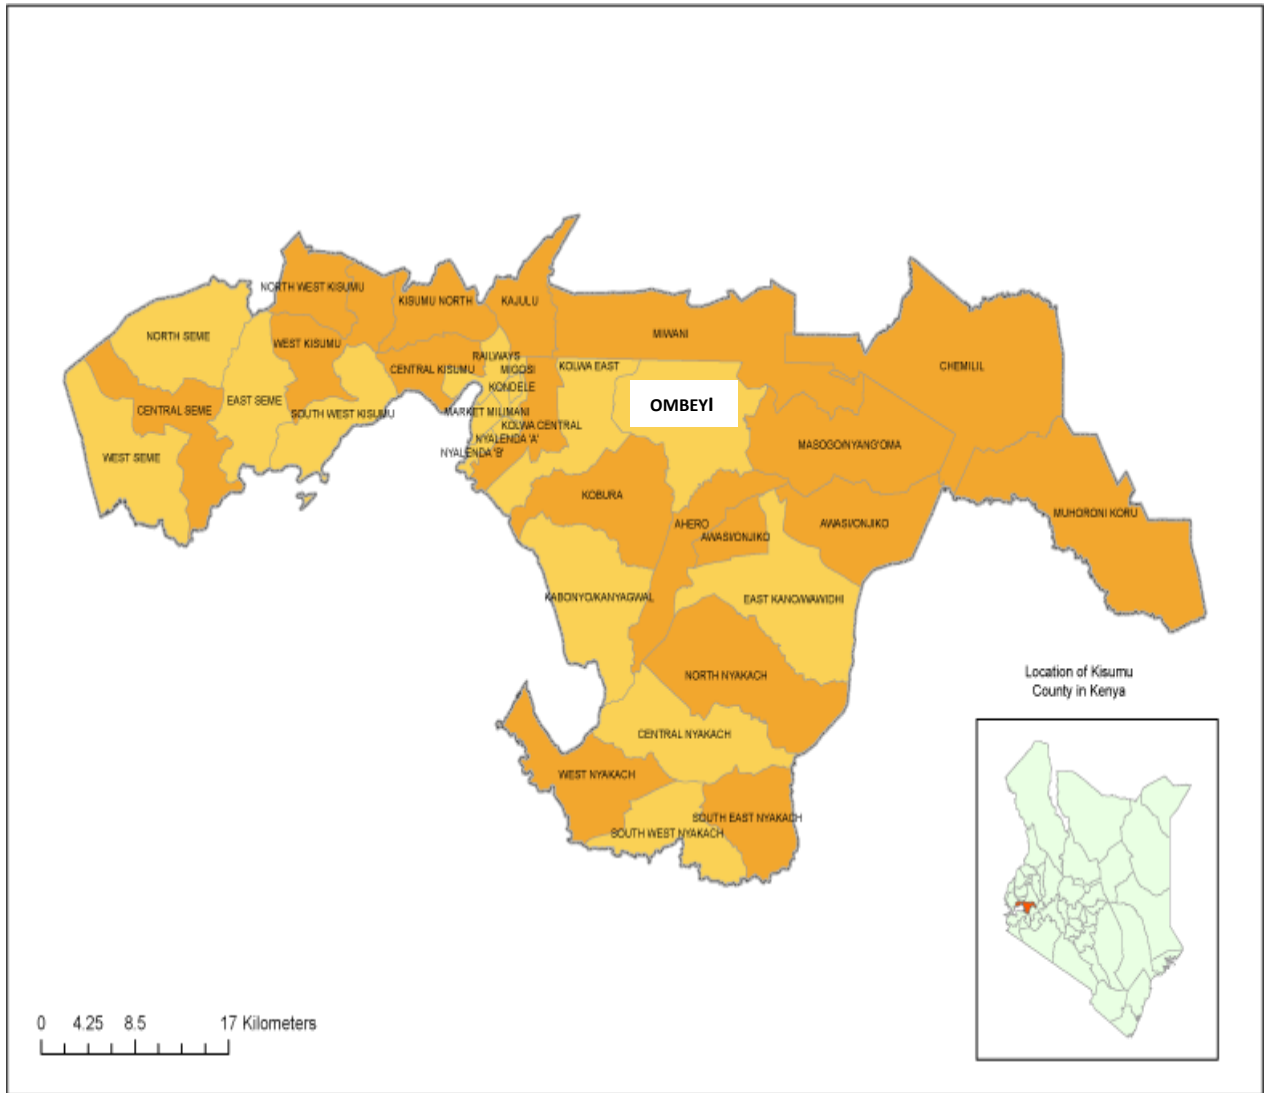 NORTH WEST KISUMU
KISUMU NORTH
KAJULU
NORTH SEME
WEST KISUMU
MIWANI
RAILWAYS
KOLWA EAST
CHEMILIL
CENTRAL KISUMU
MIGOSI
KONDELE
EAST SEME
CENTRAL SEME
SOUTH WEST KISUMU
MARKET MILIMANI
OMBEYI
KOLWA CENTRAL
NYALENDA 'A'
NYALENDA 'B'
MASOGO/NYANG'OMA
WEST SEME
KOBURA
MUHORONI KORU
AHERO
AWASI/ONJIKO
AWASI/ONJIKO
KABONYO/KANYAGWAL
EAST KANO/WAWIDHI
NORTH NYAKACH
CENTRAL NYAKACH
WEST NYAKACH
SOUTH EAST NYAKACH
SOUTH WEST NYAKACH
Location of Kisumu
County in Kenya
0 4.25 8.5 17 Kilometers